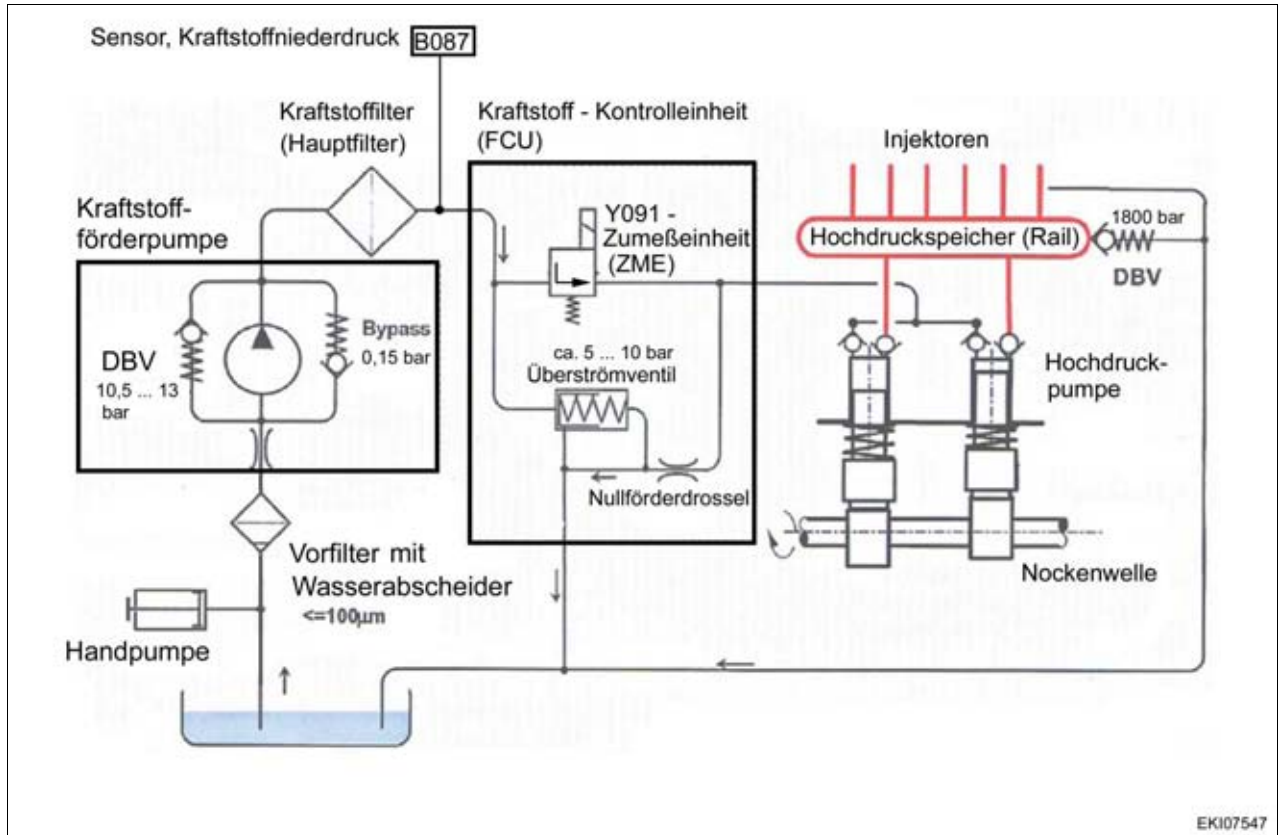 Sensor, Kraftstoffniederdruck B087
Kraftstoffilter
(Hauptfilter)
Kraftstoff - Kontrolleinheit
(FCU)
Injektoren
Kraftstoff-
förderpumpe
Y091 -
Zumeßeinheit
(ZME)
1800 bar
Hochdruckspeicher (Rail)
DBV
Bypass
0,15 bar
DBV
10,5 ... 13
bar
ca. 5 ... 10 bar
Überströmventil
Hochdruck-
pumpe
Nullförderdrossel
Vorfilter mit
Wasserabscheider
<=100µm
Nockenwelle
Handpumpe
EKI07547